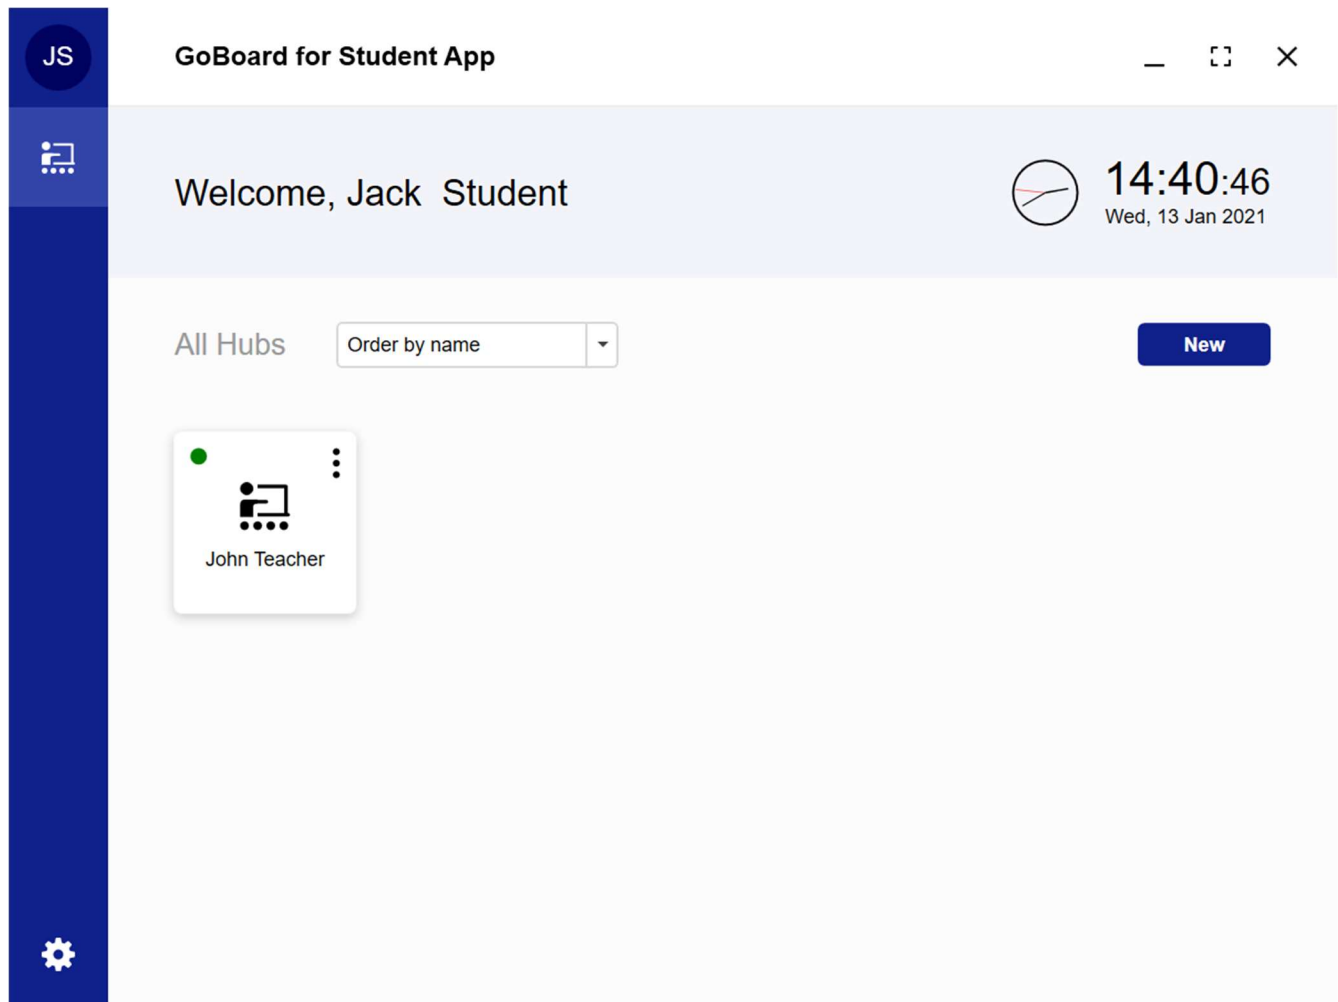 JS
GoBoard for Student App
Welcome, Jack  Student
14:40:46
Wed, 13 Jan 2021
All Hubs
Order by name
New
John Teacher